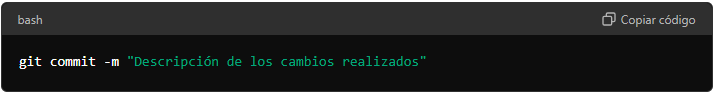 bash
Copiar código
git commit -m "Descripción de los cambios realizados"